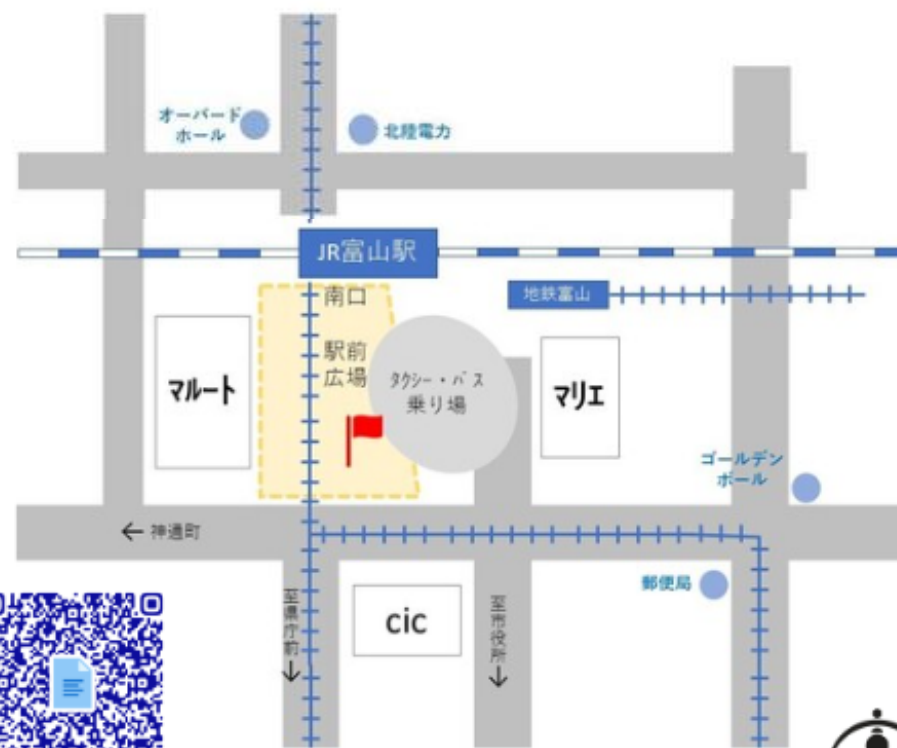 オーバード
ホール
北陸電力
JR富山駅
地鉄富山
南口
駅前
広場
タクシー・バス
乗り場
マルート
マリエ
ゴールデン
ボール
← 神通町
郵便局
cic
至県庁前↓
至市役所↓